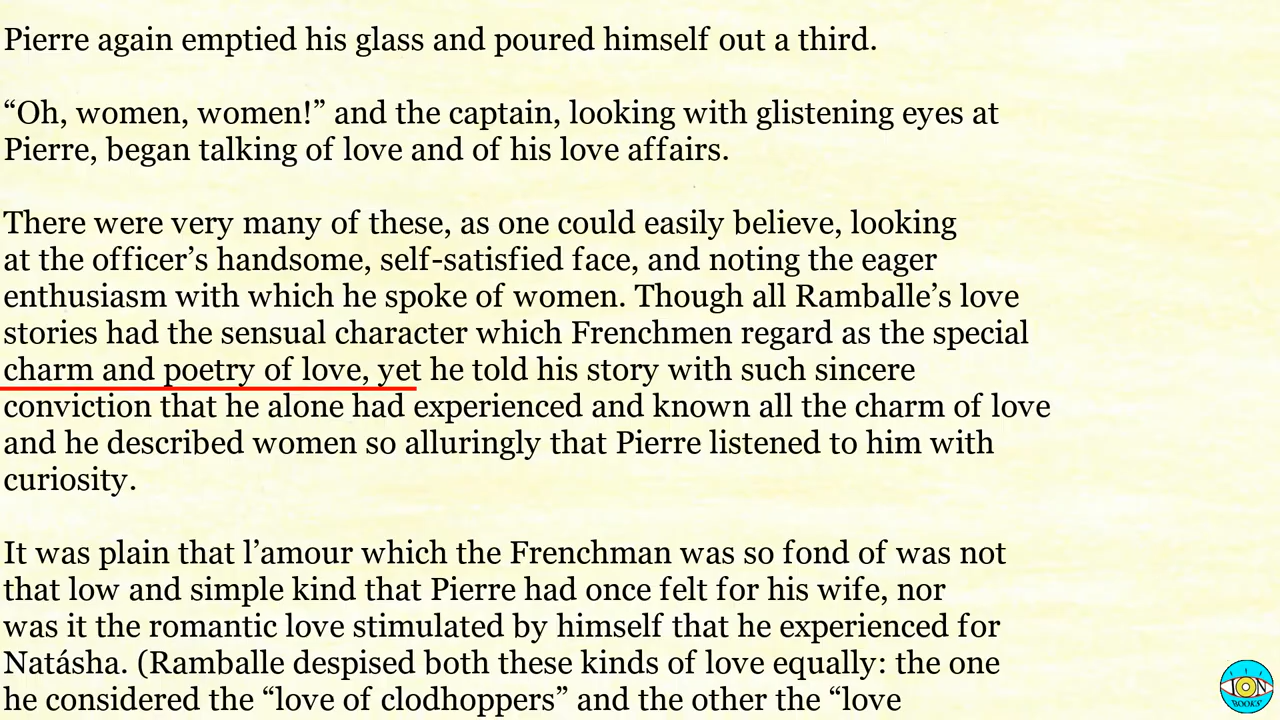 Pierre again emptied his glass and poured himself out a third.
“Oh, women, women!” and the captain, looking with glistening eyes at
Pierre, began talking of love and of his love affairs.
There were very many of these, as one could easily believe, looking
at the officer’s handsome, self-satisfied face, and noting the eager
enthusiasm with which he spoke of women. Though all Ramballe’s love
stories had the sensual character which Frenchmen regard as the special
charm and poetry of love, yet he told his story with such sincere
conviction that he alone had experienced and known all the charm of love
and he described women so alluringly that Pierre listened to him with
curiosity.
It was plain that l’amour which the Frenchman was so fond of was not
that low and simple kind that Pierre had once felt for his wife, nor
was it the romantic love stimulated by himself that he experienced for
Natásha. (Ramballe despised both these kinds of love equally: the one
he considered the “love of clodhoppers” and the other the “love
ION
BOOKS